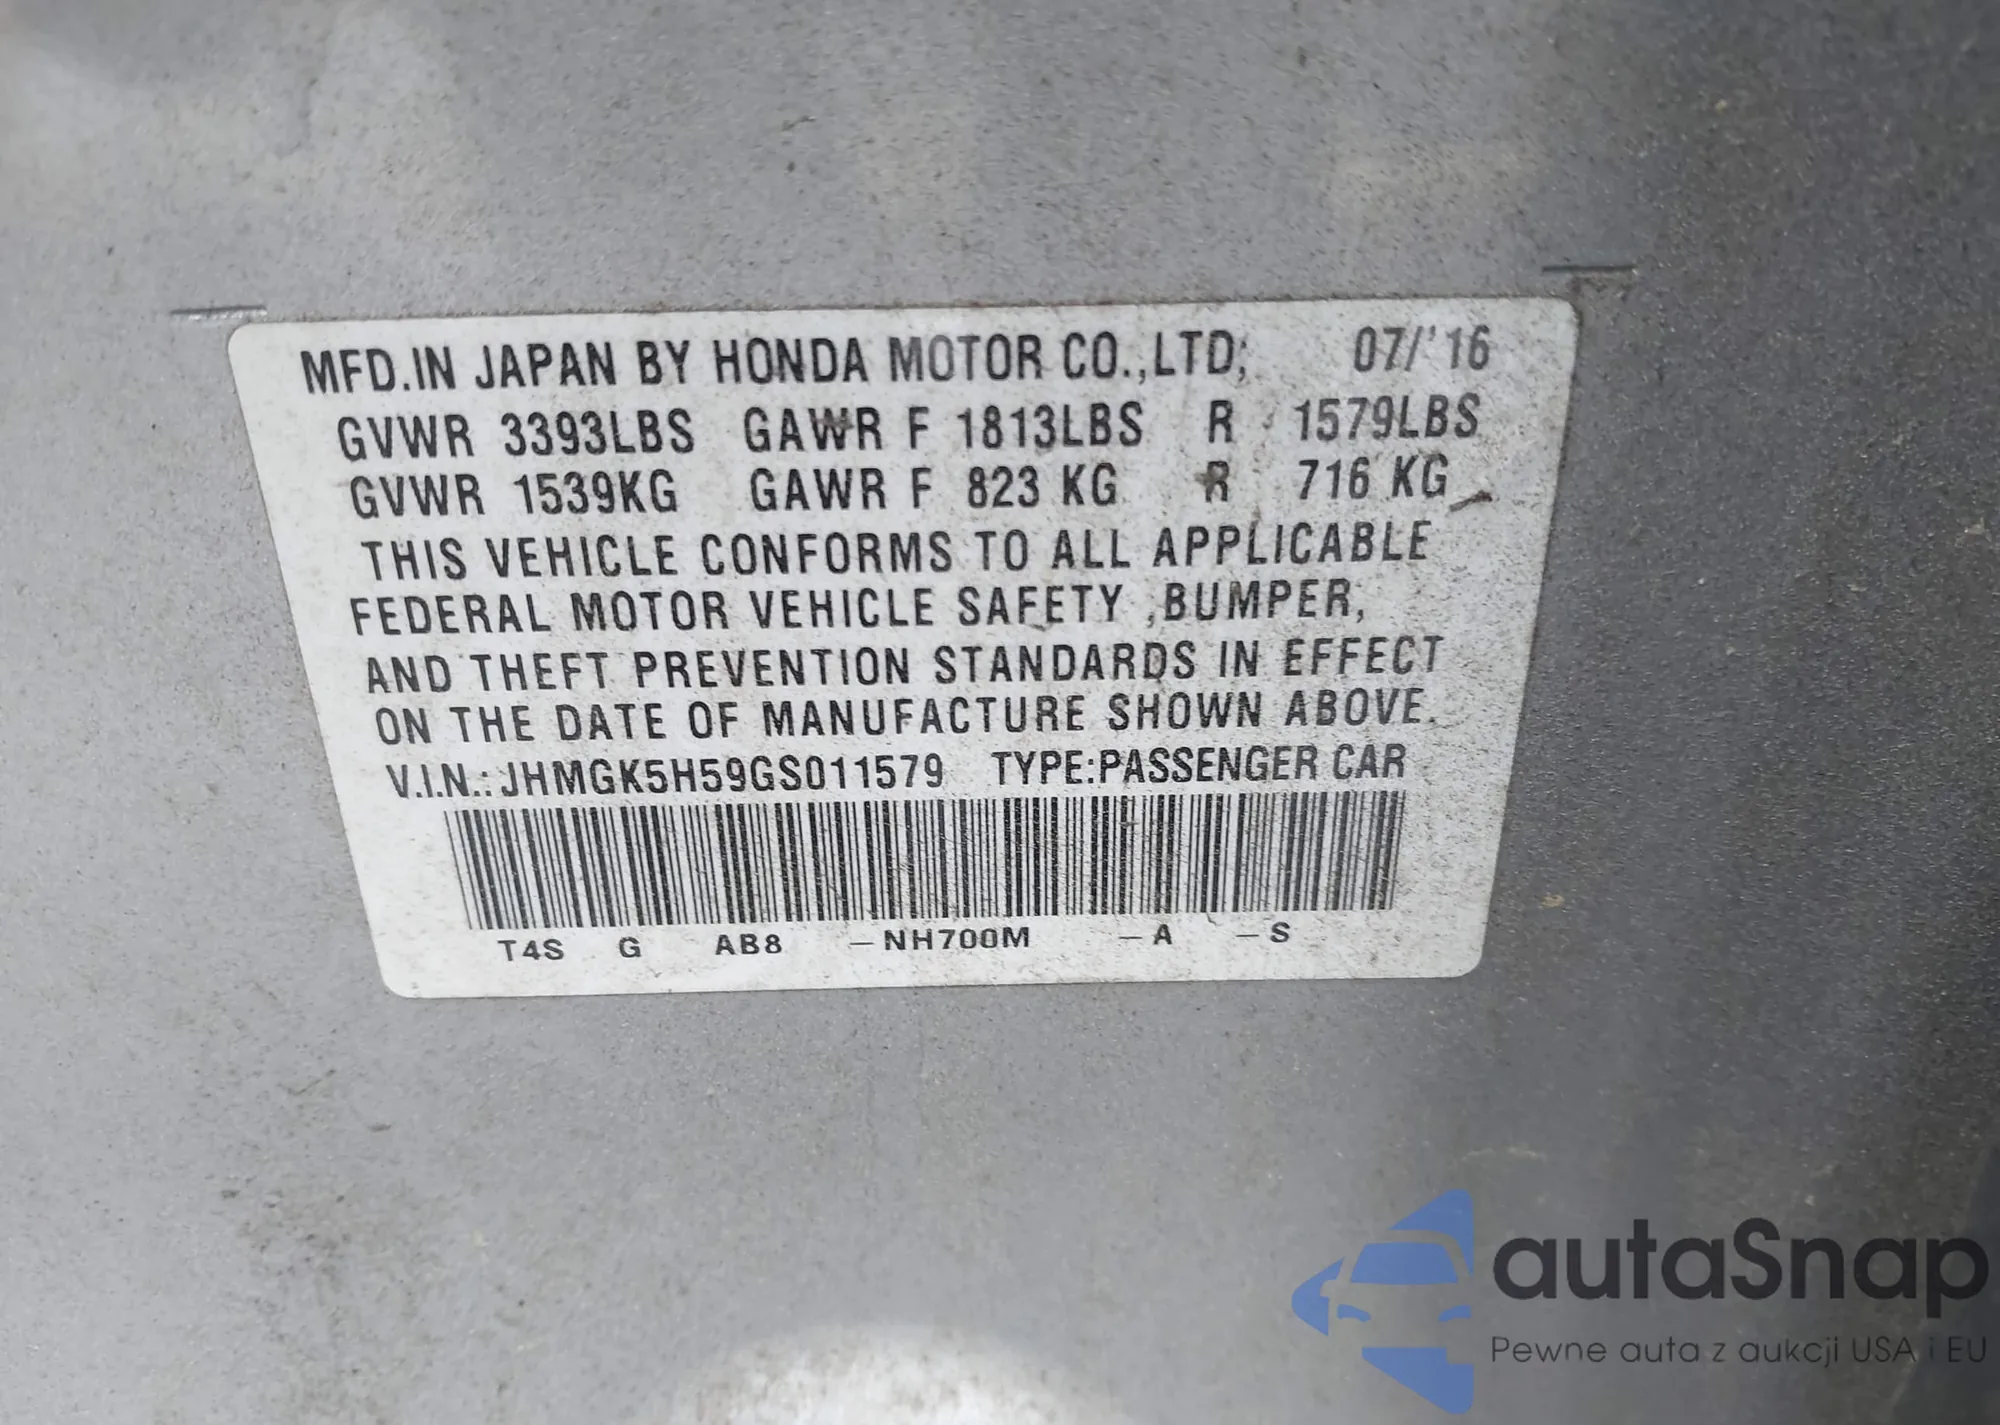 MFD.IN JAPAN BY HONDA MOTOR CO.,LTD; 07/'16
GVWR 3393LBS GAWR F 1813LBS R 1579LBS
GVWR 1539KG GAWR F 823 KG R 716 KG
THIS VEHICLE CONFORMS TO ALL APPLICABLE
FEDERAL MOTOR VEHICLE SAFETY ,BUMPER,
AND THEFT PREVENTION STANDARDS IN EFFECT
ON THE DATE OF MANUFACTURE SHOWN ABOVE.
V.I.N.: JHMGK5H59GS011579 TYPE:PASSENGER CAR
T4S G AB8 – NH700M – A – S
autaSnap
Pewne auta z aukcji USA i EU